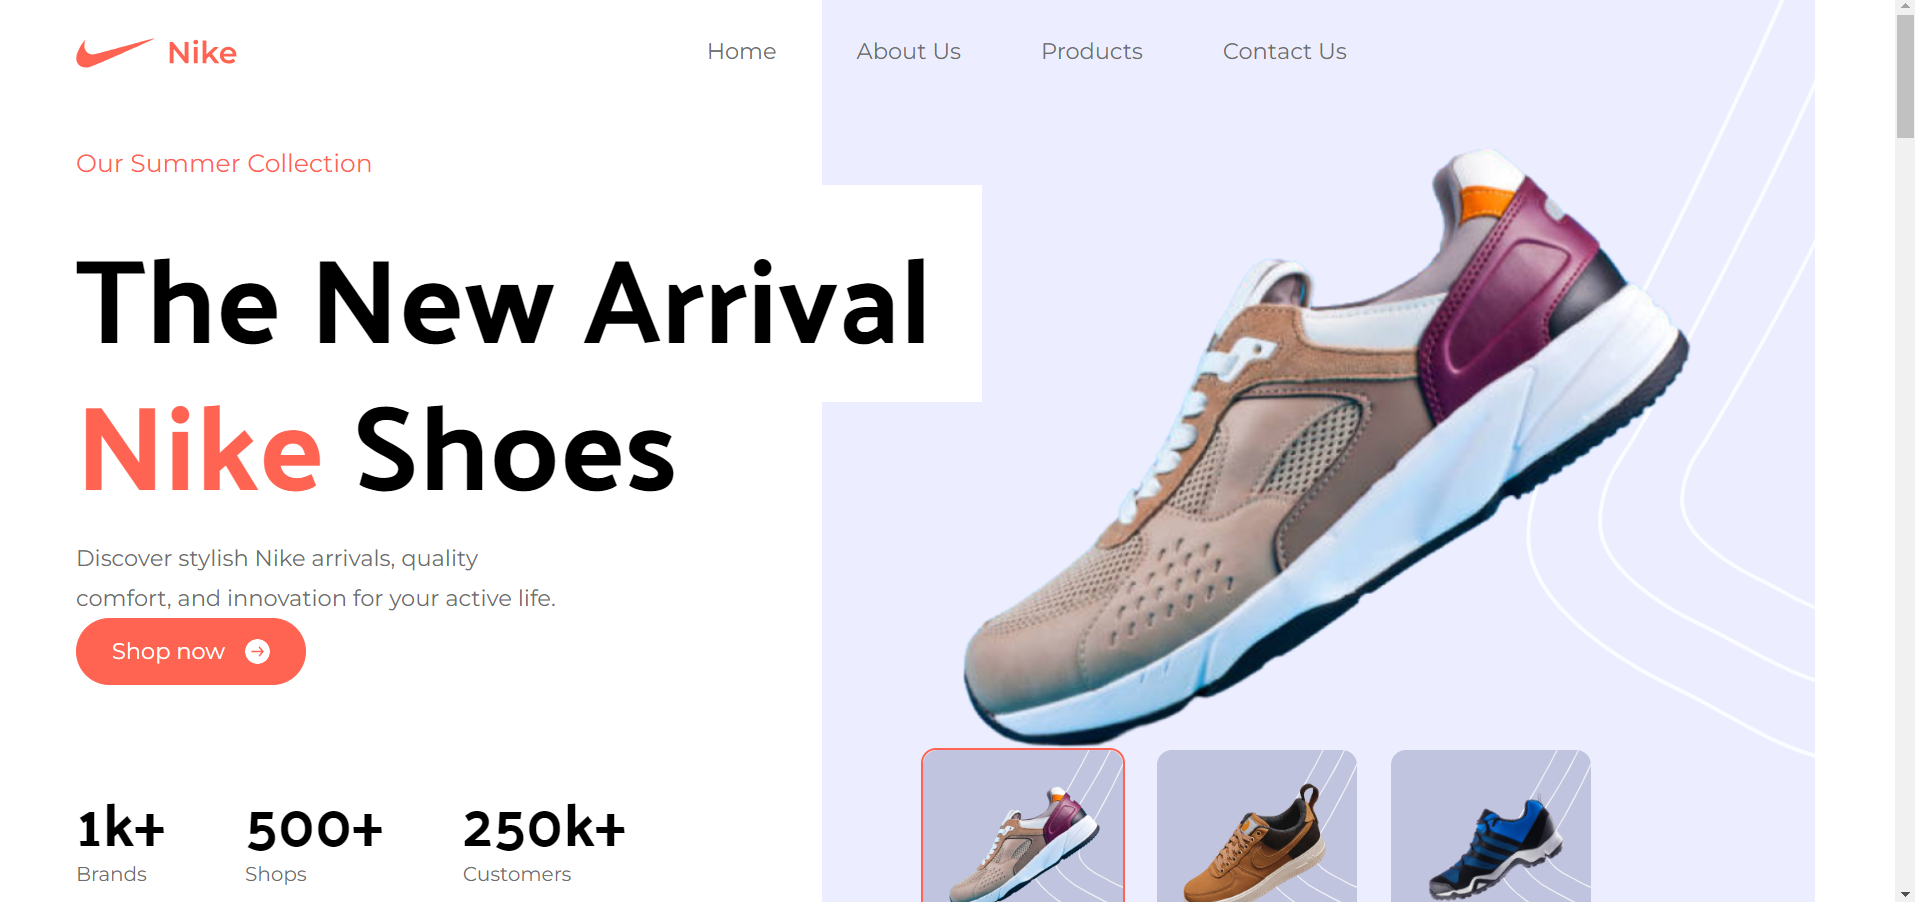 Nike
Home
About Us
Products
Contact Us
Our Summer Collection
The New Arrival
Nike Shoes
Discover stylish Nike arrivals, quality
comfort, and innovation for your active life.
Shop now
1k+
Brands
500+
Shops
250k+
Customers